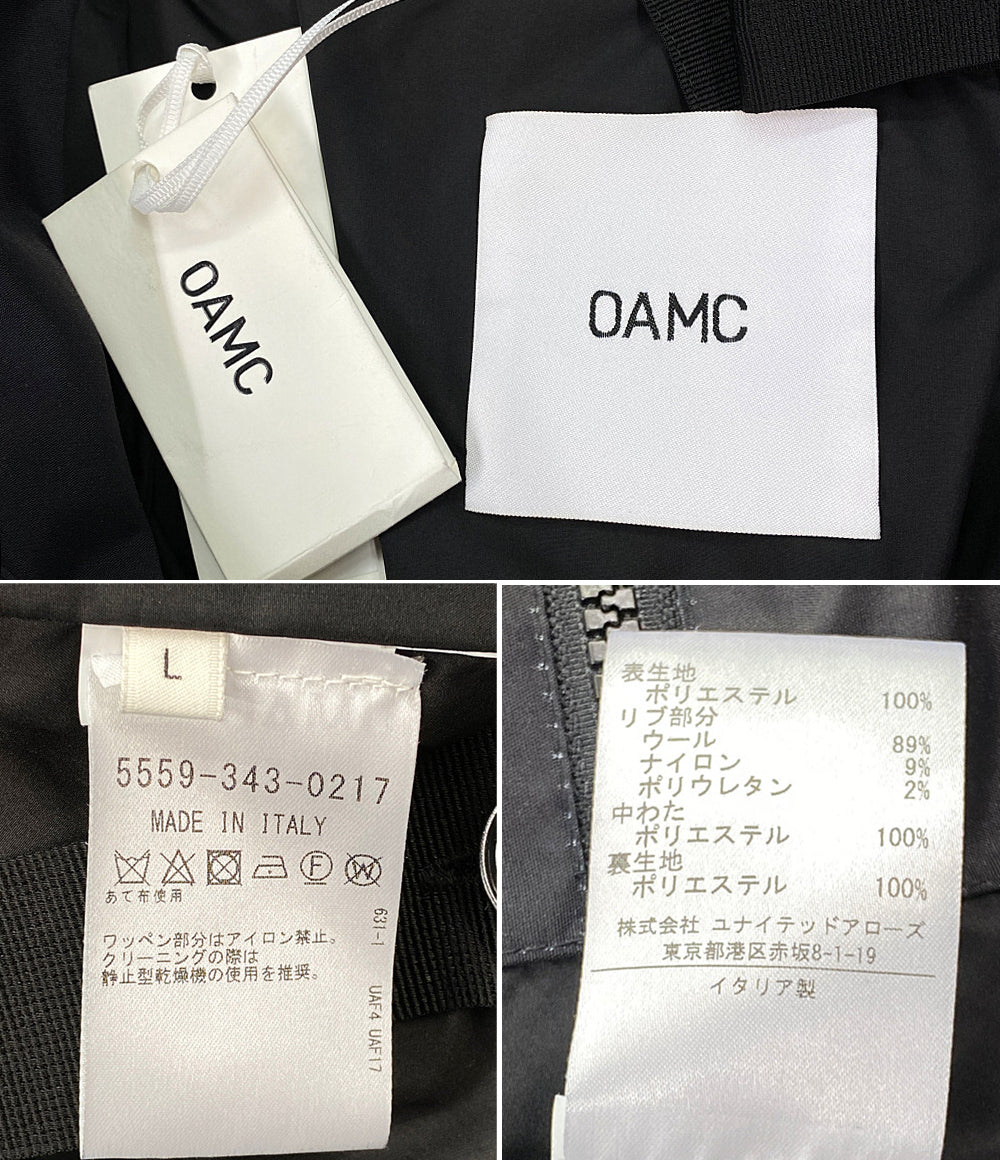 OAMC
OAMC
L
5559-343-0217
MADE IN ITALY
F W
あて布使用
ワッペン部分はアイロン禁止。
クリーニングの際は
静止型乾燥機の使用を推奨。
631-1
UAF4 UAF17
表生地
ポリエステル 100%
リブ部分
ウール 89%
ナイロン 9%
ポリウレタン 2%
中わた
ポリエステル 100%
裏生地
ポリエステル 100%
株式会社 ユナイテッドアローズ
東京都港区赤坂8-1-19
イタリア製